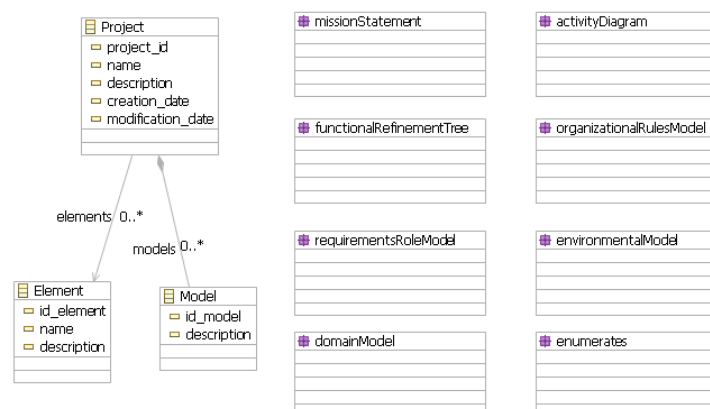 Project
project_id
name
description
creation_date
modification_date
elements 0..*
models 0..*
Element
id_element
name
description
Model
id_model
description
missionStatement
activityDiagram
functionalRefinementTree
organizationalRulesModel
requirementsRoleModel
environmentalModel
domainModel
enumerates